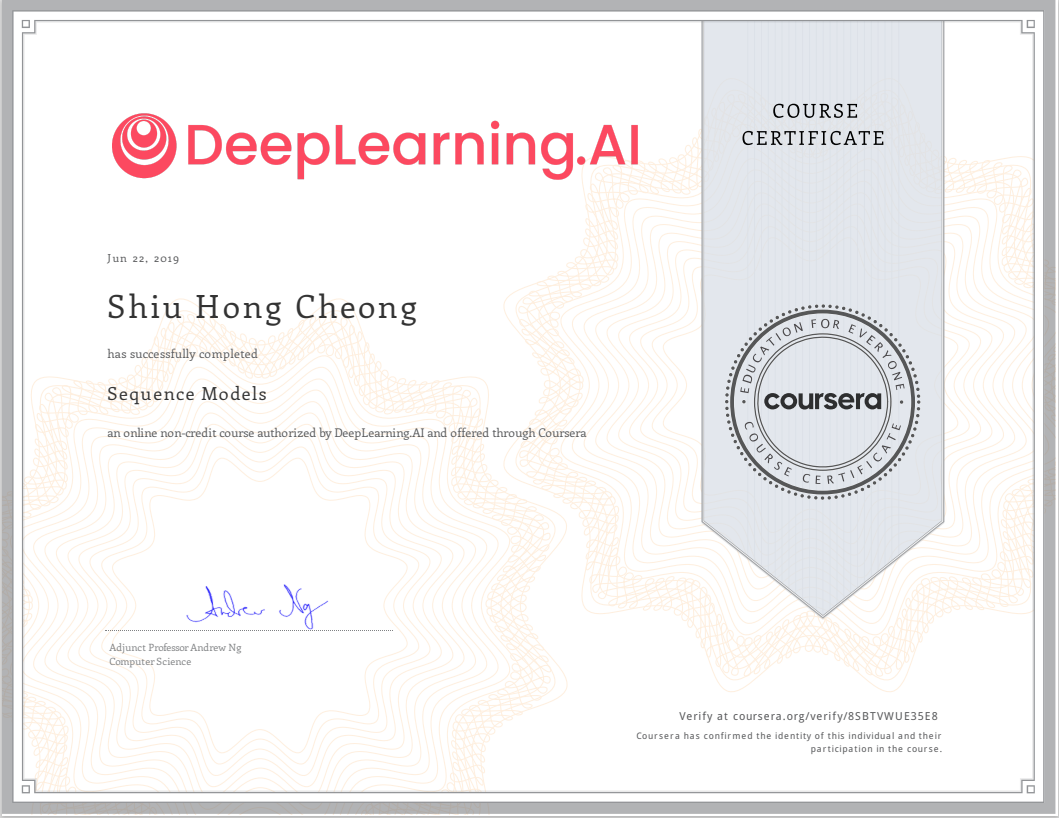 DeepLearning.AI
COURSE
CERTIFICATE
Jun 22, 2019
Shiu Hong Cheong
has successfully completed
Sequence Models
an online non-credit course authorized by DeepLearning.AI and offered through Coursera
EDUCATION FOR EVERYONE
coursera
COURSE CERTIFICATE
Andrew Ng
Adjunct Professor Andrew Ng
Computer Science
Verify at coursera.org/verify/8SBTVWUE35E8
Coursera has confirmed the identity of this individual and their
participation in the course.